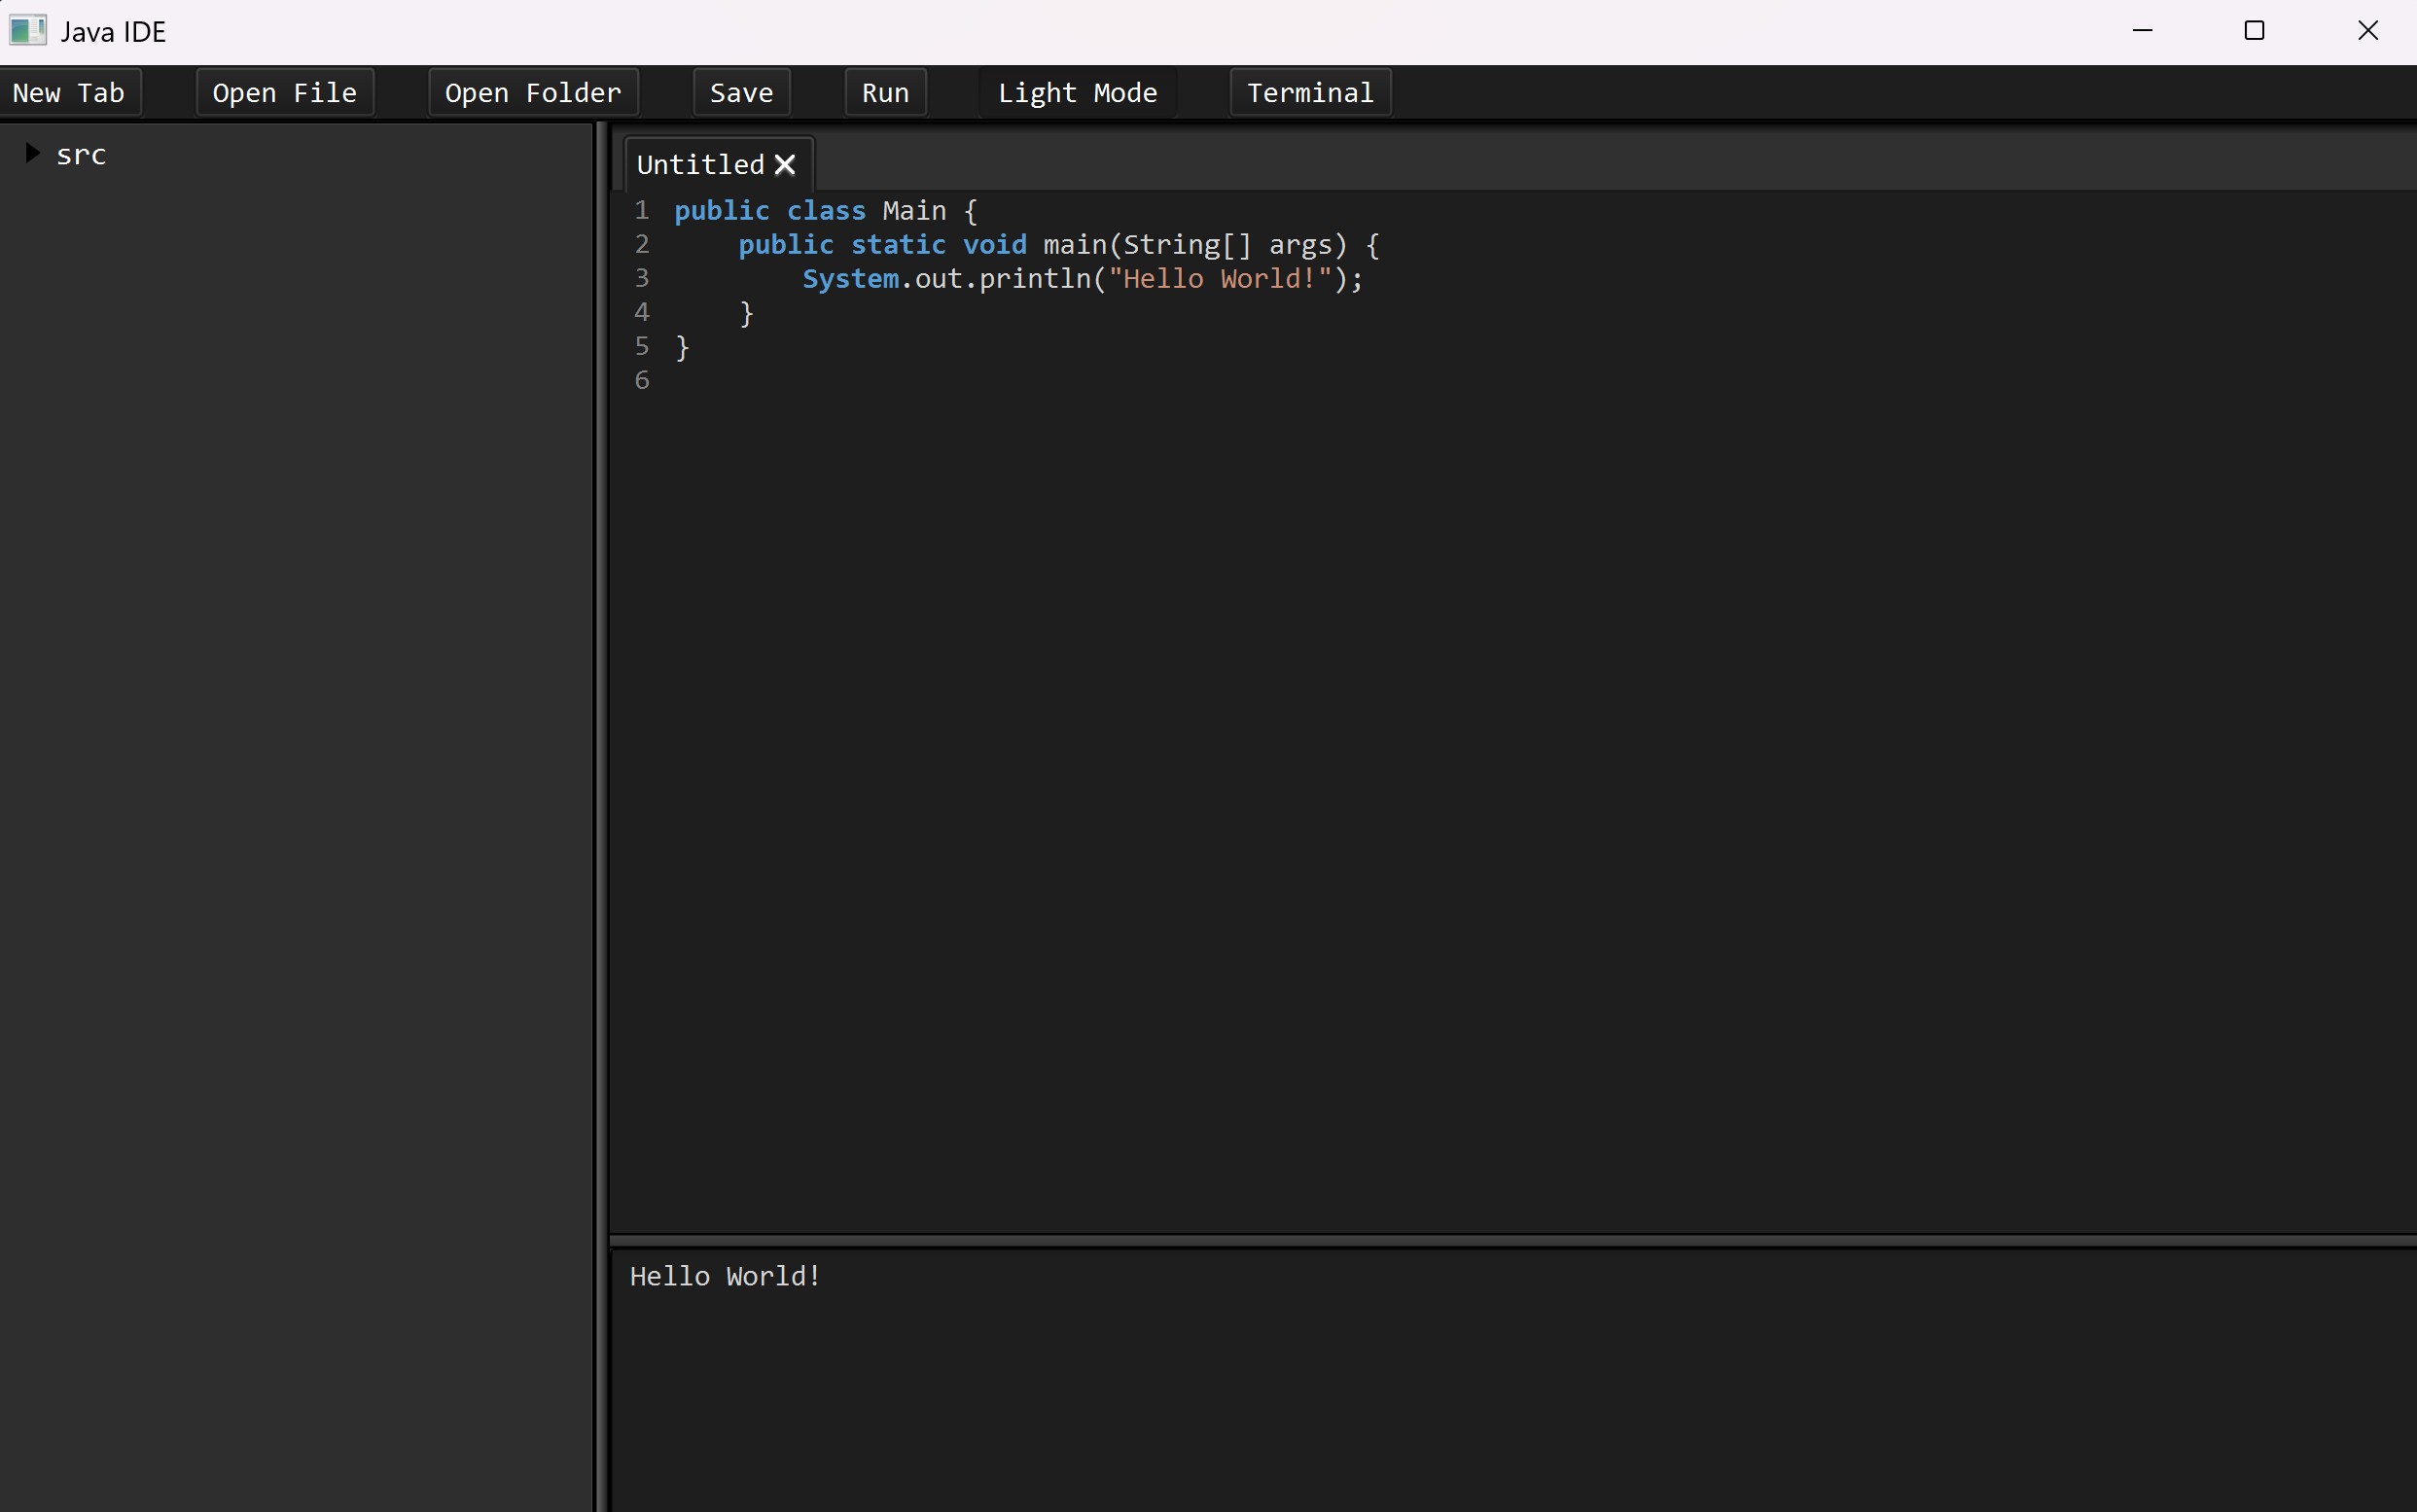 Java IDE
New Tab Open File Open Folder Save Run Light Mode Terminal
src
Untitled
1 public class Main {
2     public static void main(String[] args) {
3         System.out.println("Hello World!");
4     }
5 }
6
Hello World!